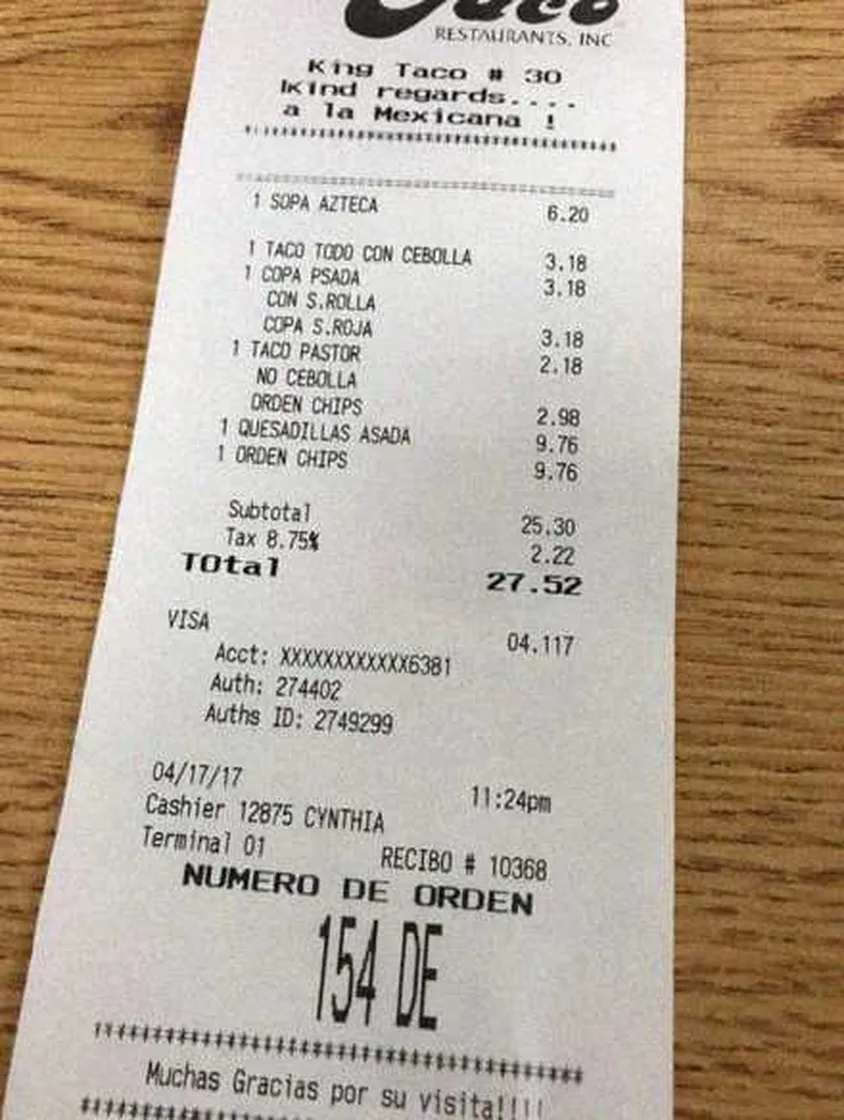 Taco
RESTAURANTS, INC
King Taco # 30
Kind regards....
a la Mexicana !
1 SOPA AZTECA 6.20
1 TACO TODO CON CEBOLLA 3.18
1 COPA PSADA 3.18
CON S.ROLLA
COPA S.ROJA 3.18
1 TACO PASTOR 2.18
NO CEBOLLA
ORDEN CHIPS 2.98
1 QUESADILLAS ASADA 9.76
1 ORDEN CHIPS 9.76
Subtotal 25.30
Tax 8.75% 2.22
TOtal 27.52
VISA 04.117
Acct: XXXXXXXXXXXX6381
Auth: 274402
Auths ID: 2749299
04/17/17 11:24pm
Cashier 12875 CYNTHIA
Terminal 01 RECIBO # 10368
NUMERO DE ORDEN
154 DE
Muchas Gracias por su visita!!!!